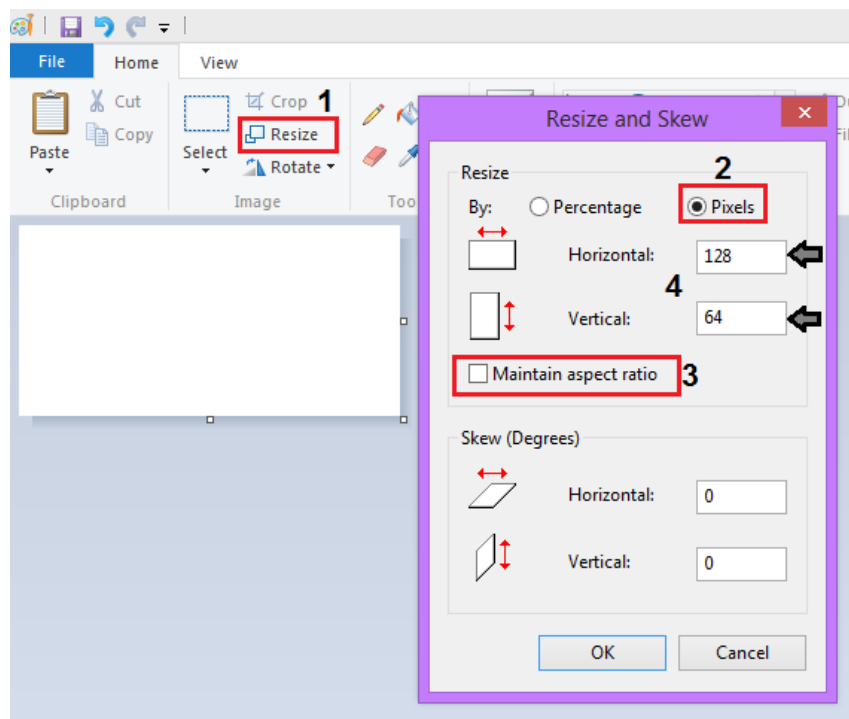 File Home View
Cut
Copy
Paste
Clipboard
Select
Crop 1
Resize
Rotate
Image
Resize and Skew
Resize 2
By: Percentage Pixels
Horizontal: 128
4
Vertical: 64
Maintain aspect ratio 3
Skew (Degrees)
Horizontal: 0
Vertical: 0
OK Cancel